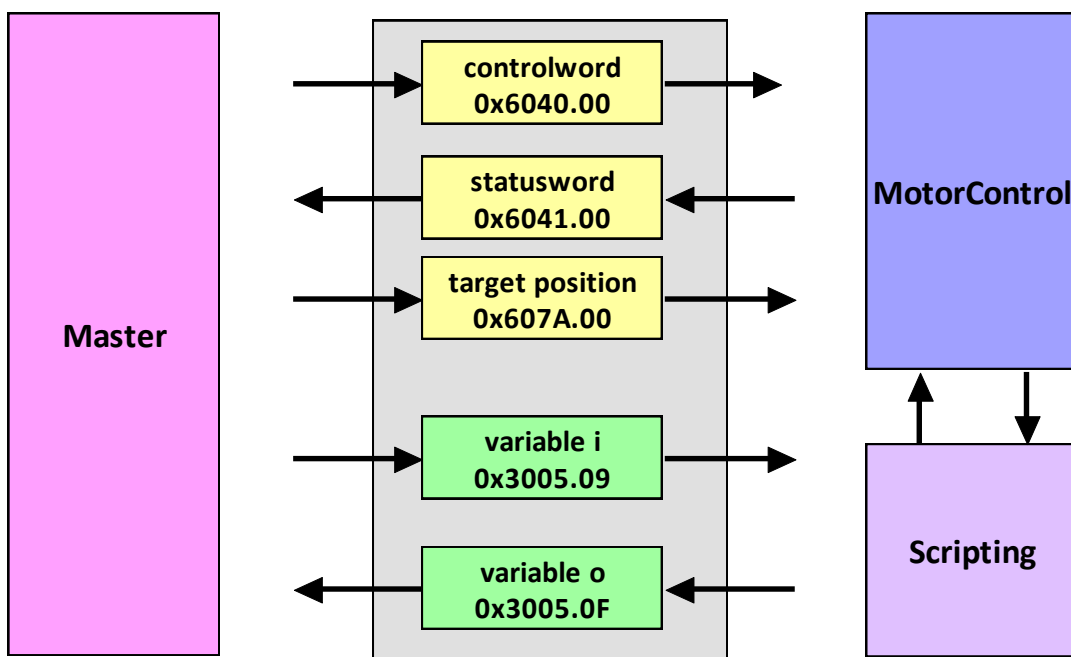 Master
controlword
0x6040.00
statusword
0x6041.00
target position
0x607A.00
variable i
0x3005.09
variable o
0x3005.0F
MotorControl
Scripting